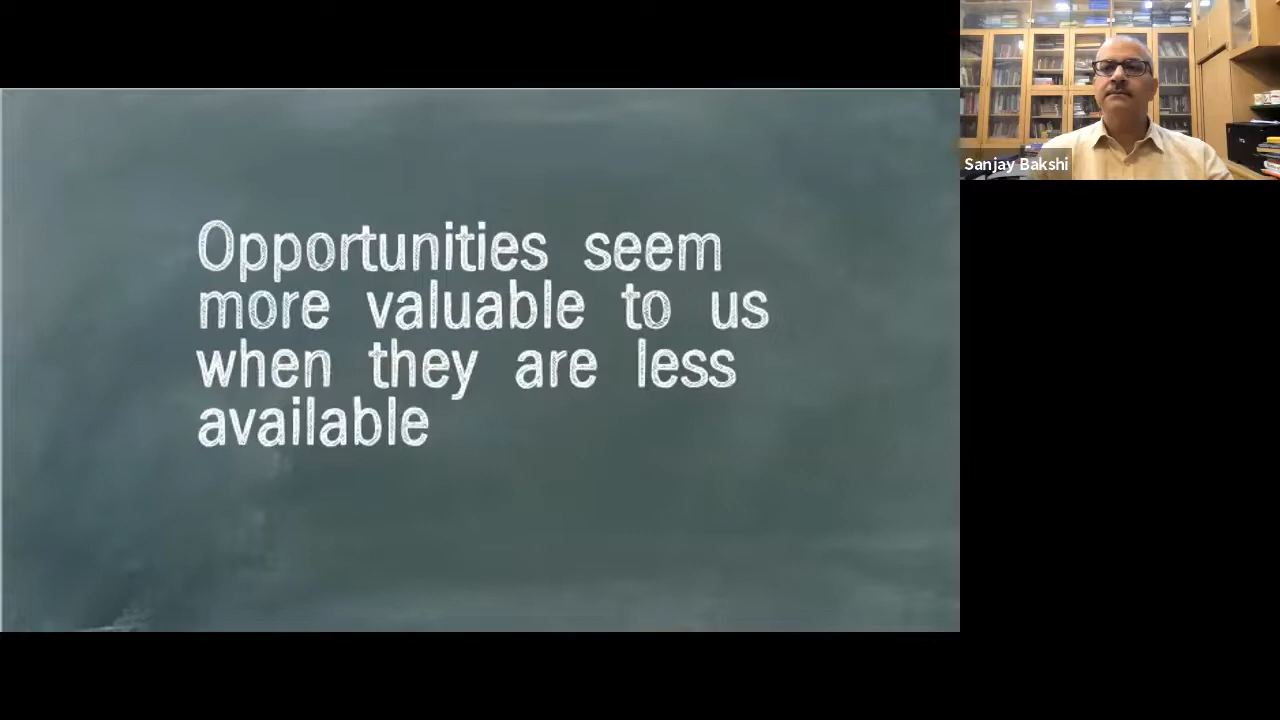 Opportunities seem
more valuable to us
when they are less
available
Sanjay Bakshi